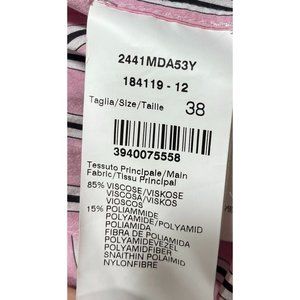 2441MDA53Y
184119 - 12
Taglia/Size/Taille 38
3940075558
Tessuto Principale/Main
Fabric/Tissu Principal
85% VISCOSE/VISKOSE
VISCOSA/VISKOS
VIOSCOS
15% POLIAMMIDE
POLYAMIDE/POLYAMID
POLIAMIDA
FIBRA DE POLIAMIDA
POLYAMIDEVEZEL
POLYAMIDFIBER
SNAITHIN POLAIMID
NYLONFIBRE